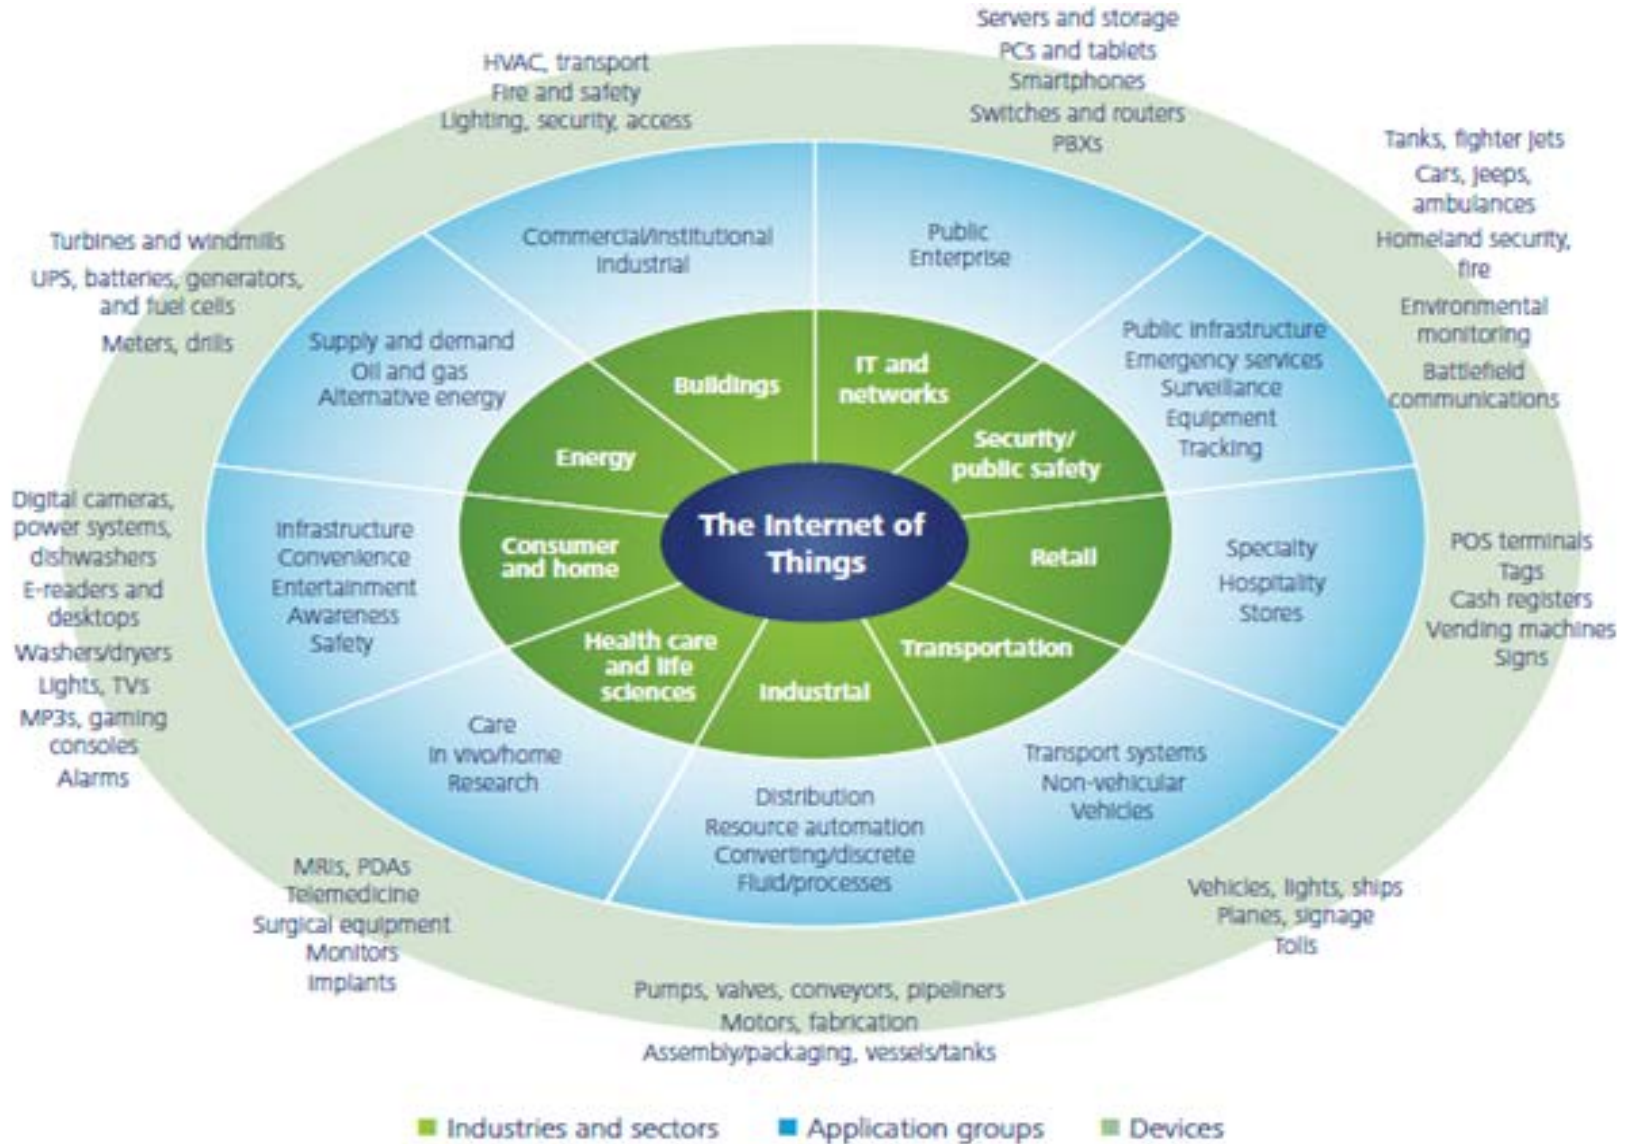 Servers and storage
PCs and tablets
Smartphones
Switches and routers
PBXs
HVAC, transport
Fire and safety
Lighting, security, access
Tanks, fighter jets
Cars, jeeps,
ambulances
Homeland security,
fire
Environmental
monitoring
Battlefield
communications
Turbines and windmills
UPS, batteries, generators,
and fuel cells
Meters, drills
Commercial/institutional
Industrial
Public
Enterprise
Supply and demand
Oil and gas
Alternative energy
Public infrastructure
Emergency services
Surveillance
Equipment
Tracking
Buildings
IT and
networks
Energy
Security/
public safety
The Internet of
Things
Consumer
and home
Retail
Health care
and life
sciences
Industrial
Transportation
Digital cameras,
power systems,
dishwashers
E-readers and
desktops
Washers/dryers
Lights, TVs
MP3s, gaming
consoles
Alarms
Infrastructure
Convenience
Entertainment
Awareness
Safety
Specialty
Hospitality
Stores
POS terminals
Tags
Cash registers
Vending machines
Signs
Care
In vivo/home
Research
Distribution
Resource automation
Converting/discrete
Fluid/processes
Transport systems
Non-vehicular
Vehicles
MRIs, PDAs
Telemedicine
Surgical equipment
Monitors
Implants
Vehicles, lights, ships
Planes, signage
Tolls
Pumps, valves, conveyors, pipeliners
Motors, fabrication
Assembly/packaging, vessels/tanks
Industries and sectors
Application groups
Devices